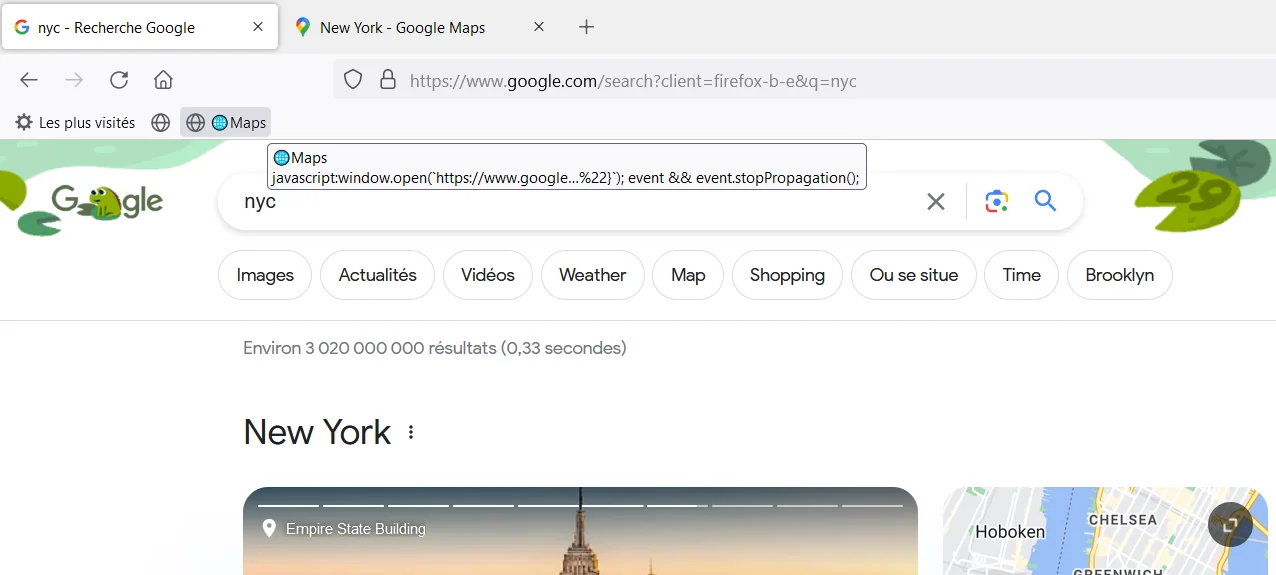 nyc - Recherche Google
New York - Google Maps
https://www.google.com/search?client=firefox-b-e&q=nyc
Les plus visités
Maps
Maps
javascript:window.open(`https://www.google...%22}`); event && event.stopPropagation();
Google
nyc
29
Images
Actualités
Vidéos
Weather
Map
Shopping
Ou se situe
Time
Brooklyn
Environ 3 020 000 000 résultats (0,33 secondes)
New York
Empire State Building
Hoboken
CHELSEA
GREENWICH